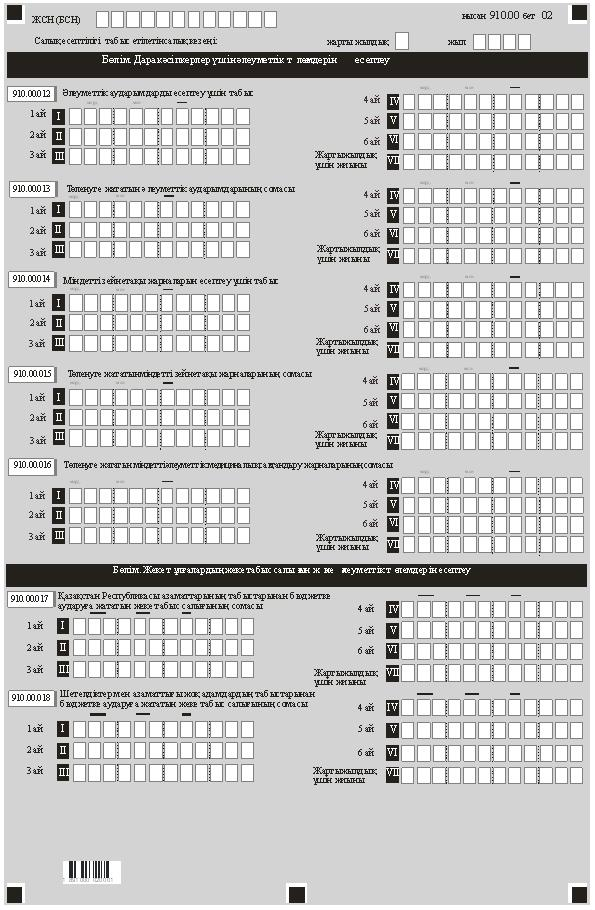 ЖСН (БСН)
нысан 910.00 бет 02
Салық есептілігі табыс етілетін салық кезеңі:
жарты жылдық
жыл
Бөлім. Дара кәсіпкерлер үшін әлеуметтік т лемдерін есептеу
910.00.012 Әлеуметтік аударымдарды есептеу үшін табыс
1 ай I
2 ай II
3 ай III
4 ай IV
5 ай V
6 ай VI
Жартыжылдық үшін жиыны VII
910.00.013 Төленуге жататын әлеуметтік аударымдарының сомасы
1 ай I
2 ай II
3 ай III
4 ай IV
5 ай V
6 ай VI
Жартыжылдық үшін жиыны VII
910.00.014 Міндетті зейнетақы жарналарын есептеу үшін табыс
1 ай I
2 ай II
3 ай III
4 ай IV
5 ай V
6 ай VI
Жартыжылдық үшін жиыны VII
910.00.015 Төленуге жататын міндетті зейнетақы жарналарының сомасы
1 ай I
2 ай II
3 ай III
4 ай IV
5 ай V
6 ай VI
Жартыжылдық үшін жиыны VII
910.00.016 Төленуге жататын міндетті әлеуметтік медициналық сақтандыру жарналарының сомасы
1 ай I
2 ай II
3 ай III
4 ай IV
5 ай V
6 ай VI
Жартыжылдық үшін жиыны VII
Бөлім. Жеке т лғалардың жеке табыс салы ын ж не леуметтік т лемдерін есептеу
910.00.017 Қазақстан Республикасы азаматтарының табыстарынан бюджетке
аударуға жататын жеке табыс салығының сомасы
1 ай I
2 ай II
3 ай III
4 ай IV
5 ай V
6 ай VI
Жартыжылдық үшін жиыны VII
910.00.018 Шетелдіктер мен азаматтығы жоқ адамдардың табыстарынан
бюджетке аударуға жататын жеке табыс салығының сомасы
1 ай I
2 ай II
3 ай III
4 ай IV
5 ай V
6 ай VI
Жартыжылдық үшін жиыны VII